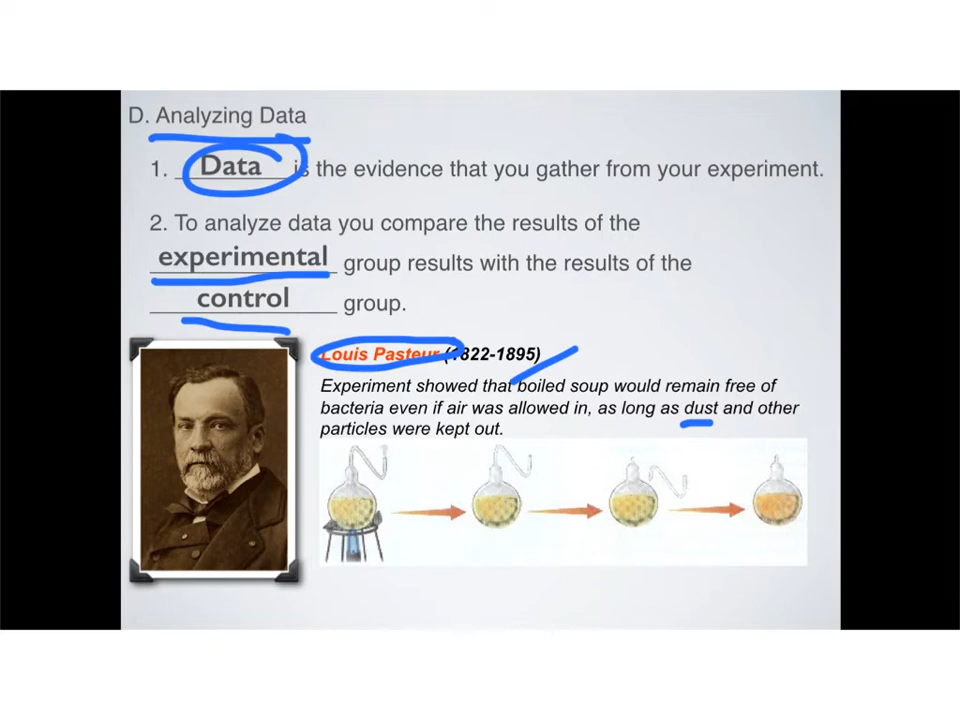 D. Analyzing Data
1. Data is the evidence that you gather from your experiment.
2. To analyze data you compare the results of the
experimental group results with the results of the
control group.
Louis Pasteur (1822-1895)
Experiment showed that boiled soup would remain free of
bacteria even if air was allowed in, as long as dust and other
particles were kept out.